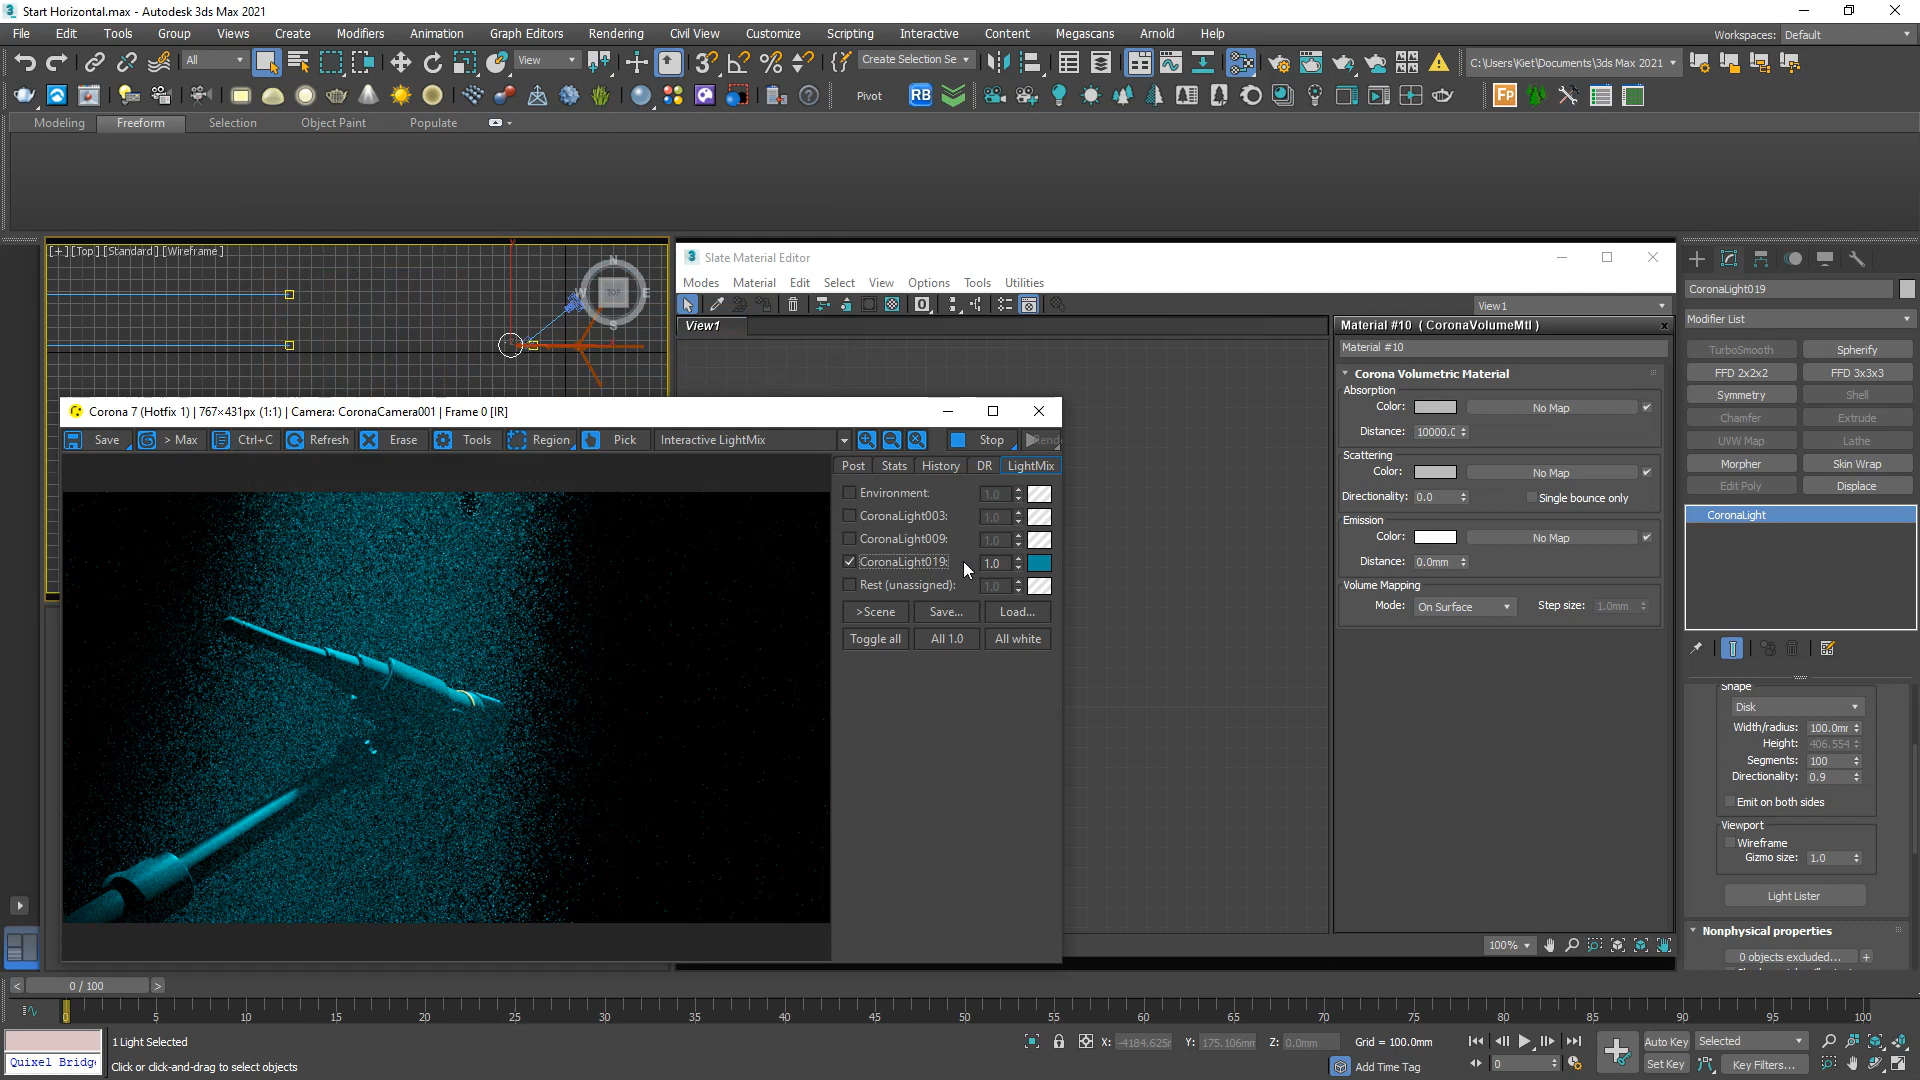 Start Horizontal.max - Autodesk 3ds Max 2021
File Edit Tools Group Views Create Modifiers Animation Graph Editors Rendering Civil View Customize Scripting Interactive Content Megascans Arnold Help
Workspaces: Default
All View Create Selection Se C:\Users\Kiet\Documents\3ds Max 2021
Pivot RB Fp
Modeling Freeform Selection Object Paint Populate
[+] [Top] [Standard] [Wireframe]
N
W TOP E
S
Slate Material Editor
Modes Material Edit Select View Options Tools Utilities
View1
View1
Material #10 ( CoronaVolumeMtl )
Material #10
Corona Volumetric Material
Absorption
Color: No Map
Distance: 10000.0
Scattering
Color: No Map
Directionality: 0.0 Single bounce only
Emission
Color: No Map
Distance: 0.0mm
Volume Mapping
Mode: On Surface Step size: 1.0mm
100%
Corona 7 (Hotfix 1) | 767×431px (1:1) | Camera: CoronaCamera001 | Frame 0 [IR]
Save > Max Ctrl+C Refresh Erase Tools Region Pick Interactive LightMix Stop
Post Stats History DR LightMix
Environment: 1.0
CoronaLight003: 1.0
CoronaLight009: 1.0
CoronaLight019: 1.0
Rest (unassigned): 1.0
>Scene Save... Load...
Toggle all All 1.0 All white
CoronaLight019
Modifier List
TurboSmooth Spherify
FFD 2x2x2 FFD 3x3x3
Symmetry Shell
Chamfer Extrude
UVW Map Lathe
Morpher Skin Wrap
Edit Poly Displace
CoronaLight
Shape
Disk
Width/radius: 100.0mr
Height: 406.554
Segments: 100
Directionality: 0.9
Emit on both sides
Viewport
Wireframe
Gizmo size: 1.0
Light Lister
Nonphysical properties
0 objects excluded... +
< 0 / 100 >
0 5 10 15 20 25 30 35 40 45 50 55 60 65 70 75 80 85 90 95 100
1 Light Selected
Quixel Bridg
Click or click-and-drag to select objects
X: -4184.625r Y: 175.106mm Z: 0.0mm Grid = 100.0mm
Add Time Tag
0
Auto Key Selected
Set Key Key Filters...